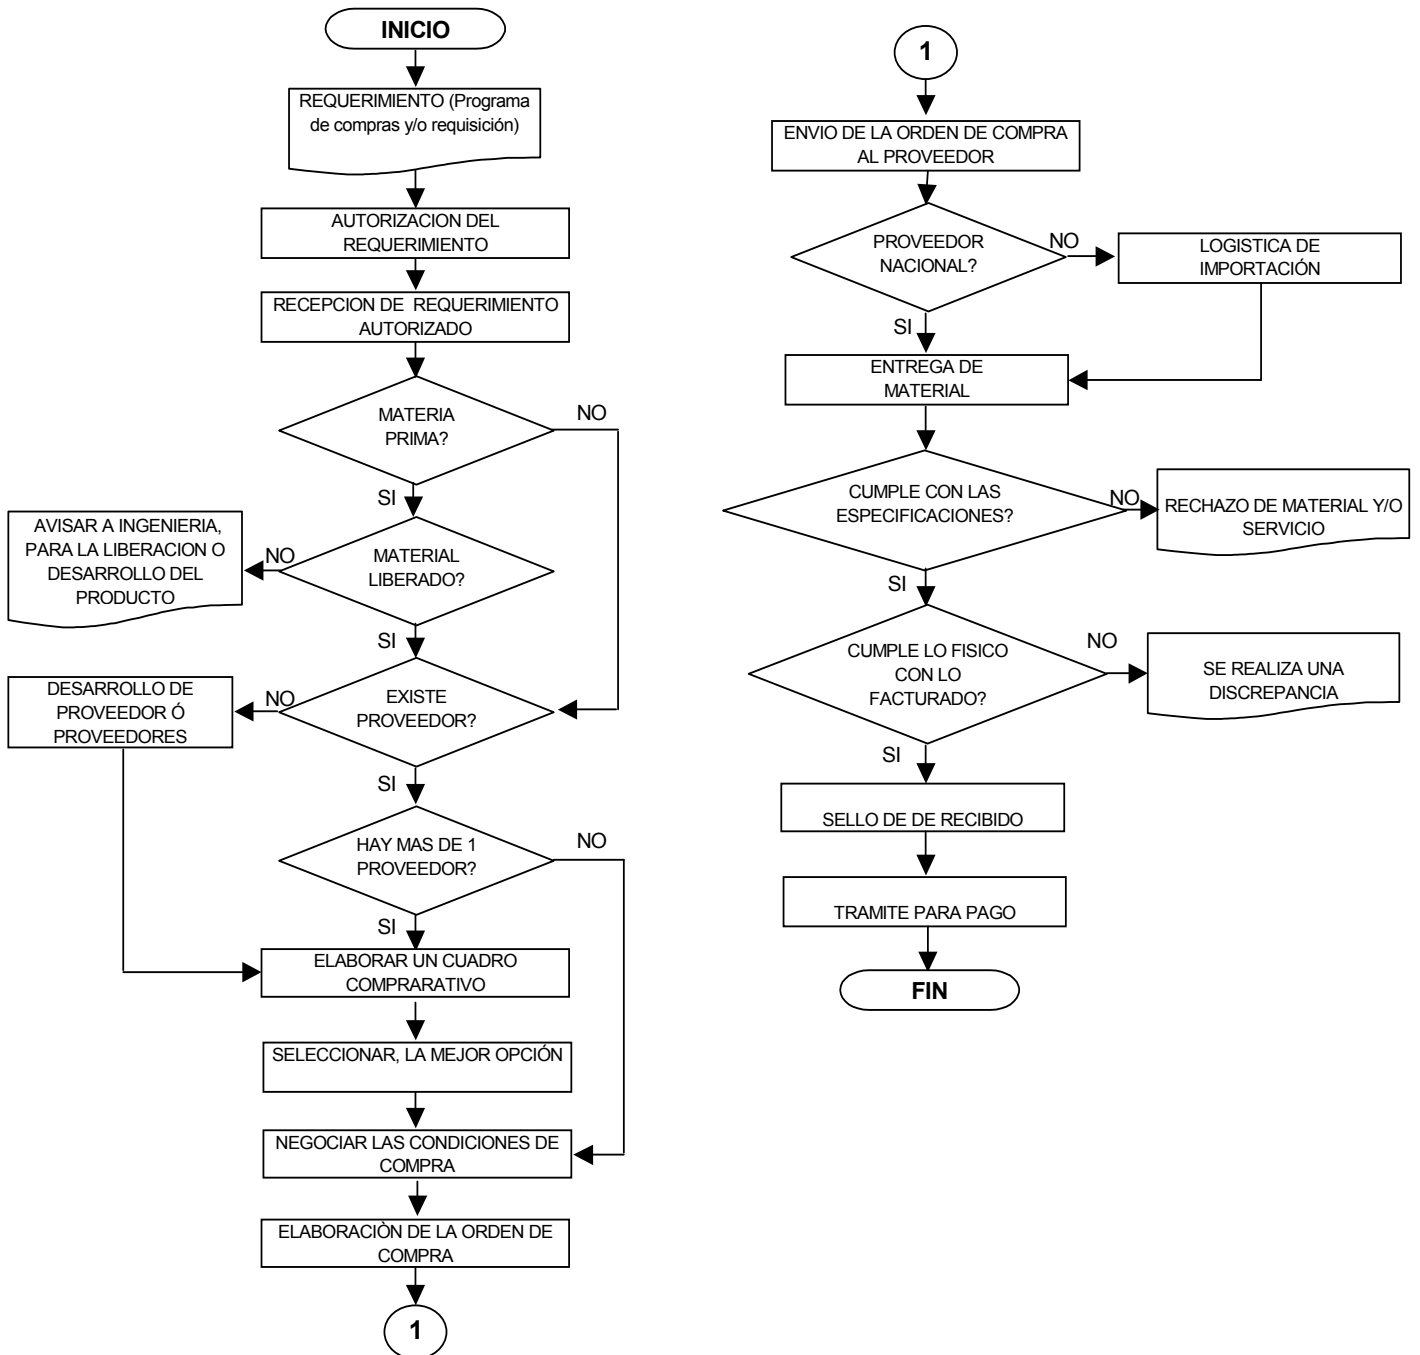 INICIO
REQUERIMIENTO (Programa
de compras y/o requisición)
AUTORIZACION DEL
REQUERIMIENTO
RECEPCION DE REQUERIMIENTO
AUTORIZADO
MATERIA
PRIMA?
NO
SI
AVISAR A INGENIERIA,
PARA LA LIBERACION O
DESARROLLO DEL
PRODUCTO
NO
MATERIAL
LIBERADO?
SI
DESARROLLO DE
PROVEEDOR Ó
PROVEEDORES
NO
EXISTE
PROVEEDOR?
SI
HAY MAS DE 1
PROVEEDOR?
NO
SI
ELABORAR UN CUADRO
COMPRARATIVO
SELECCIONAR, LA MEJOR OPCIÓN
NEGOCIAR LAS CONDICIONES DE
COMPRA
ELABORACIÒN DE LA ORDEN DE
COMPRA
1
1
ENVIO DE LA ORDEN DE COMPRA
AL PROVEEDOR
PROVEEDOR
NACIONAL?
NO
LOGISTICA DE
IMPORTACIÓN
SI
ENTREGA DE
MATERIAL
CUMPLE CON LAS
ESPECIFICACIONES?
NO
RECHAZO DE MATERIAL Y/O
SERVICIO
SI
CUMPLE LO FISICO
CON LO
FACTURADO?
NO
SE REALIZA UNA
DISCREPANCIA
SI
SELLO DE DE RECIBIDO
TRAMITE PARA PAGO
FIN